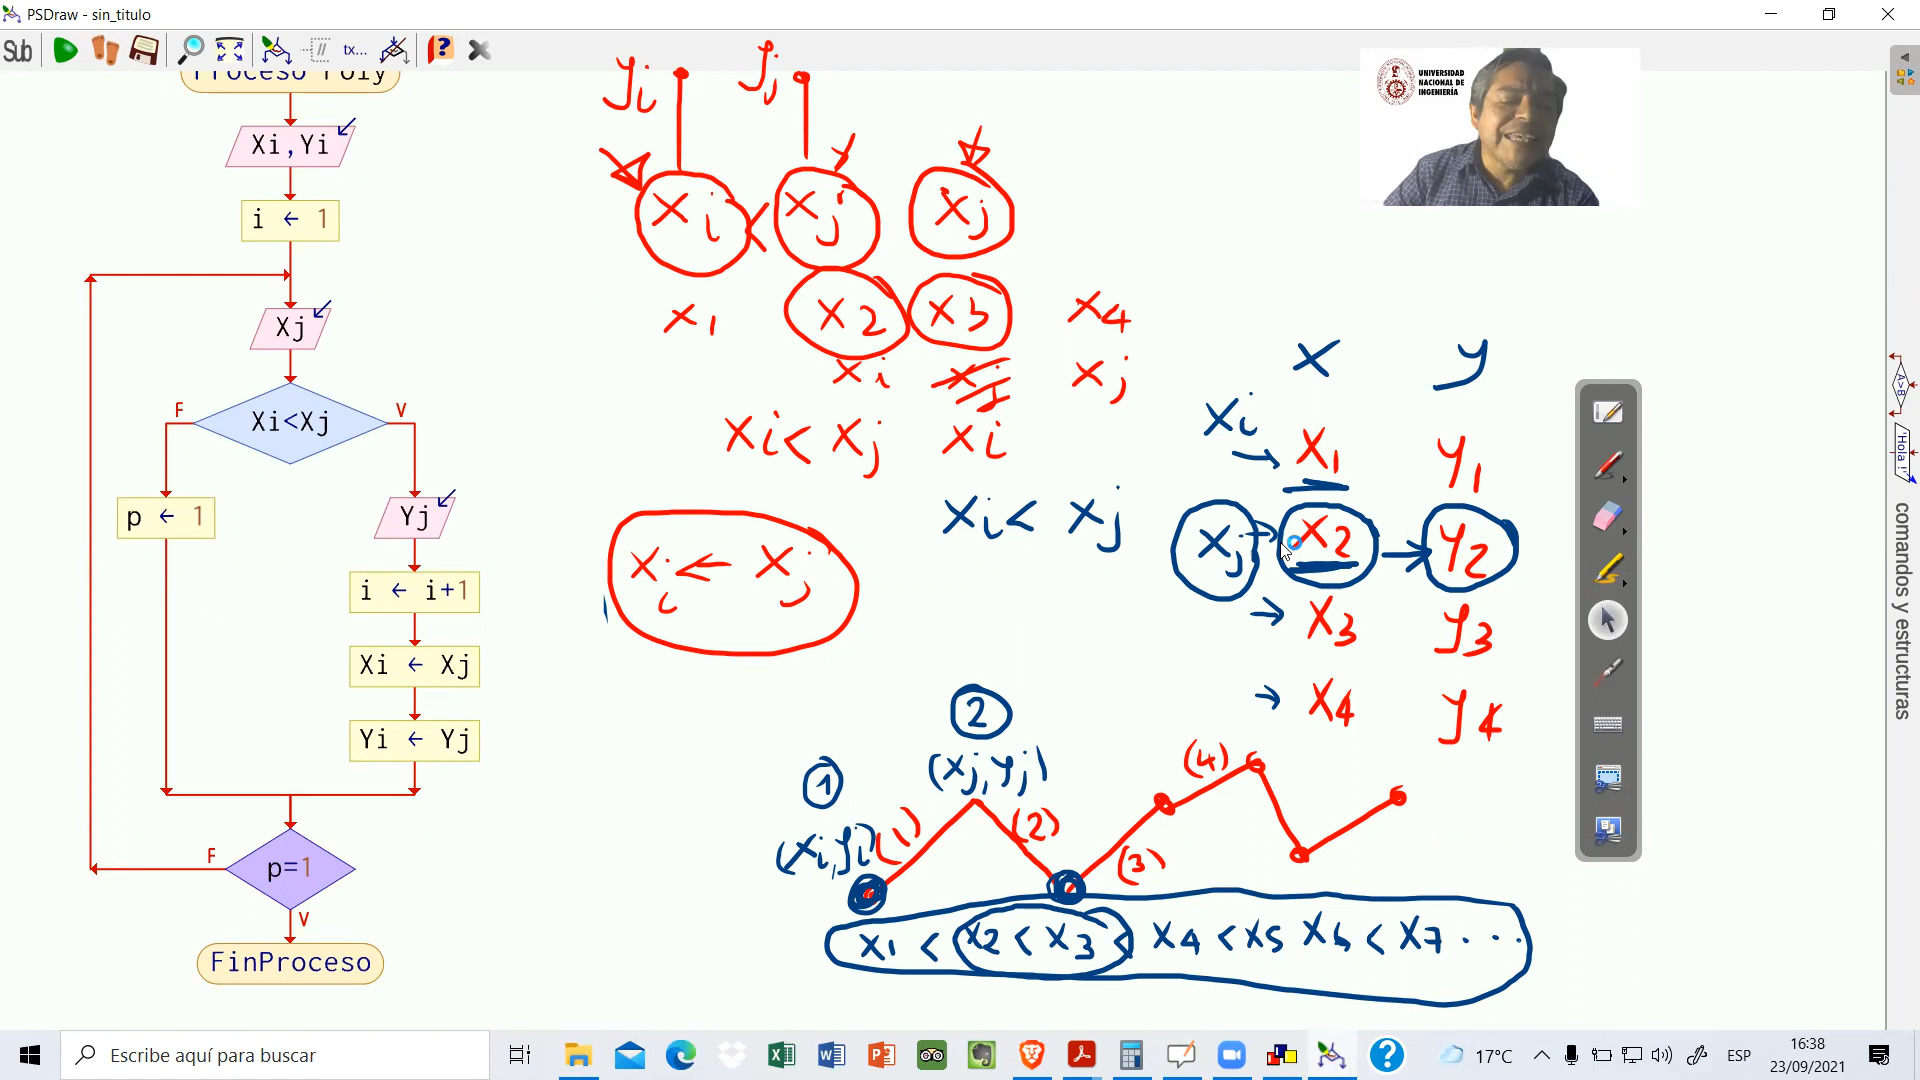 PSDraw - sin_titulo
Sub
tx...
Proceso Poly
Xi,Yi
i ← 1
Xj
Xi<Xj
F
V
p ← 1
Yj
i ← i+1
Xi ← Xj
Yi ← Yj
F
p=1
V
FinProceso
yi
yj
xi < xj xj
x1 x2 x3 x4
xi xj
xi < xj xi
xi < xj
xi ← xj
x y
xi
x1 y1
xj → x2 → y2
→ x3 y3
→ x4 y4
2
1
(xj,yj)
(xi,yi)
(1)
(2)
(3)
(4)
x1 < x2 < x3 < x4 < x5 x6 < x7 ...
UNIVERSIDAD
NACIONAL DE
INGENIERÍA
A>B
'Hola !'
comandos y estructuras
Escribe aquí para buscar
17°C
ESP
16:38
23/09/2021